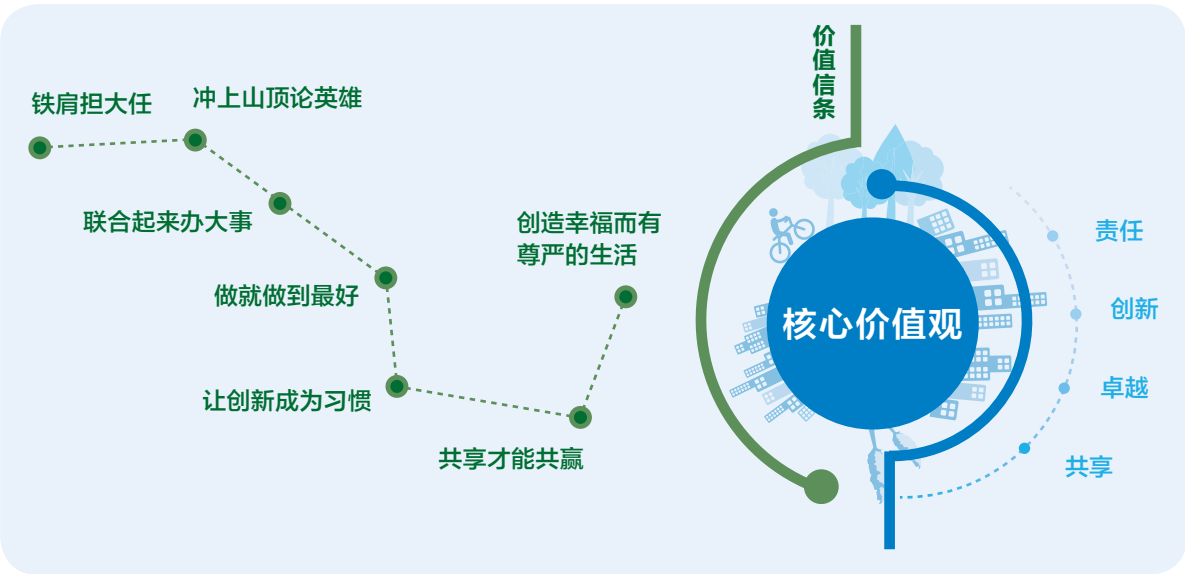 铁肩担大任
冲上山顶论英雄
联合起来办大事
做就做到最好
让创新成为习惯
共享才能共赢
创造幸福而有
尊严的生活
价值信条
核心价值观
责任
创新
卓越
共享